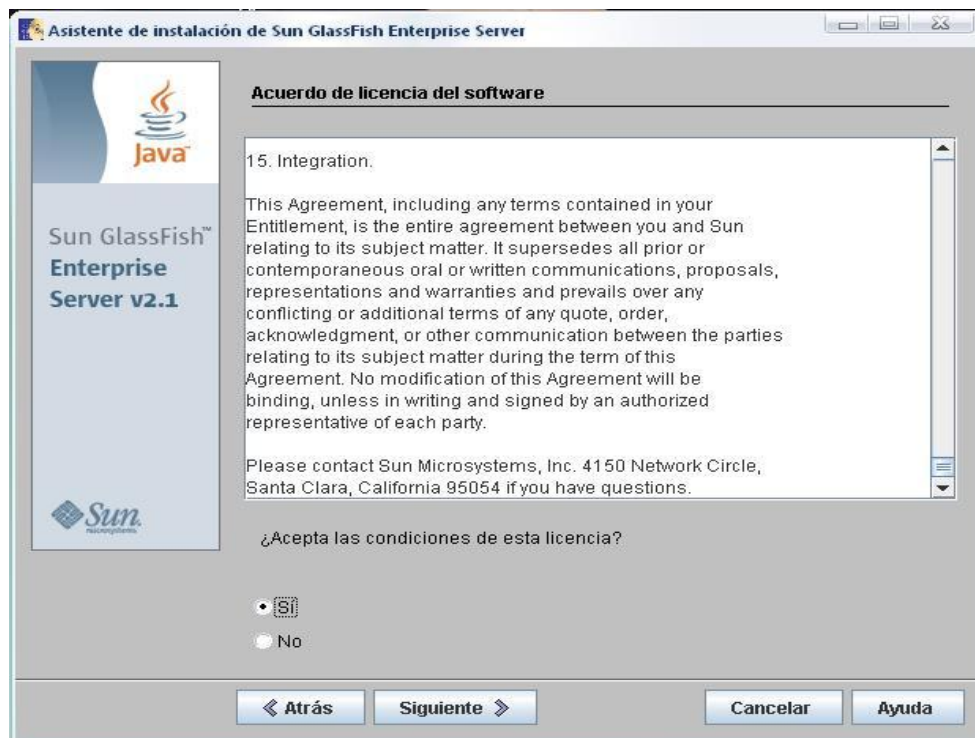 Asistente de instalación de Sun GlassFish Enterprise Server
Java™
Sun GlassFish™
Enterprise
Server v2.1
Sun
microsystems
Acuerdo de licencia del software
15. Integration.
This Agreement, including any terms contained in your
Entitlement, is the entire agreement between you and Sun
relating to its subject matter. It supersedes all prior or
contemporaneous oral or written communications, proposals,
representations and warranties and prevails over any
conflicting or additional terms of any quote, order,
acknowledgment, or other communication between the parties
relating to its subject matter during the term of this
Agreement. No modification of this Agreement will be
binding, unless in writing and signed by an authorized
representative of each party.
Please contact Sun Microsystems, Inc. 4150 Network Circle,
Santa Clara, California 95054 if you have questions.
¿Acepta las condiciones de esta licencia?
Sí
No
Atrás
Siguiente
Cancelar
Ayuda